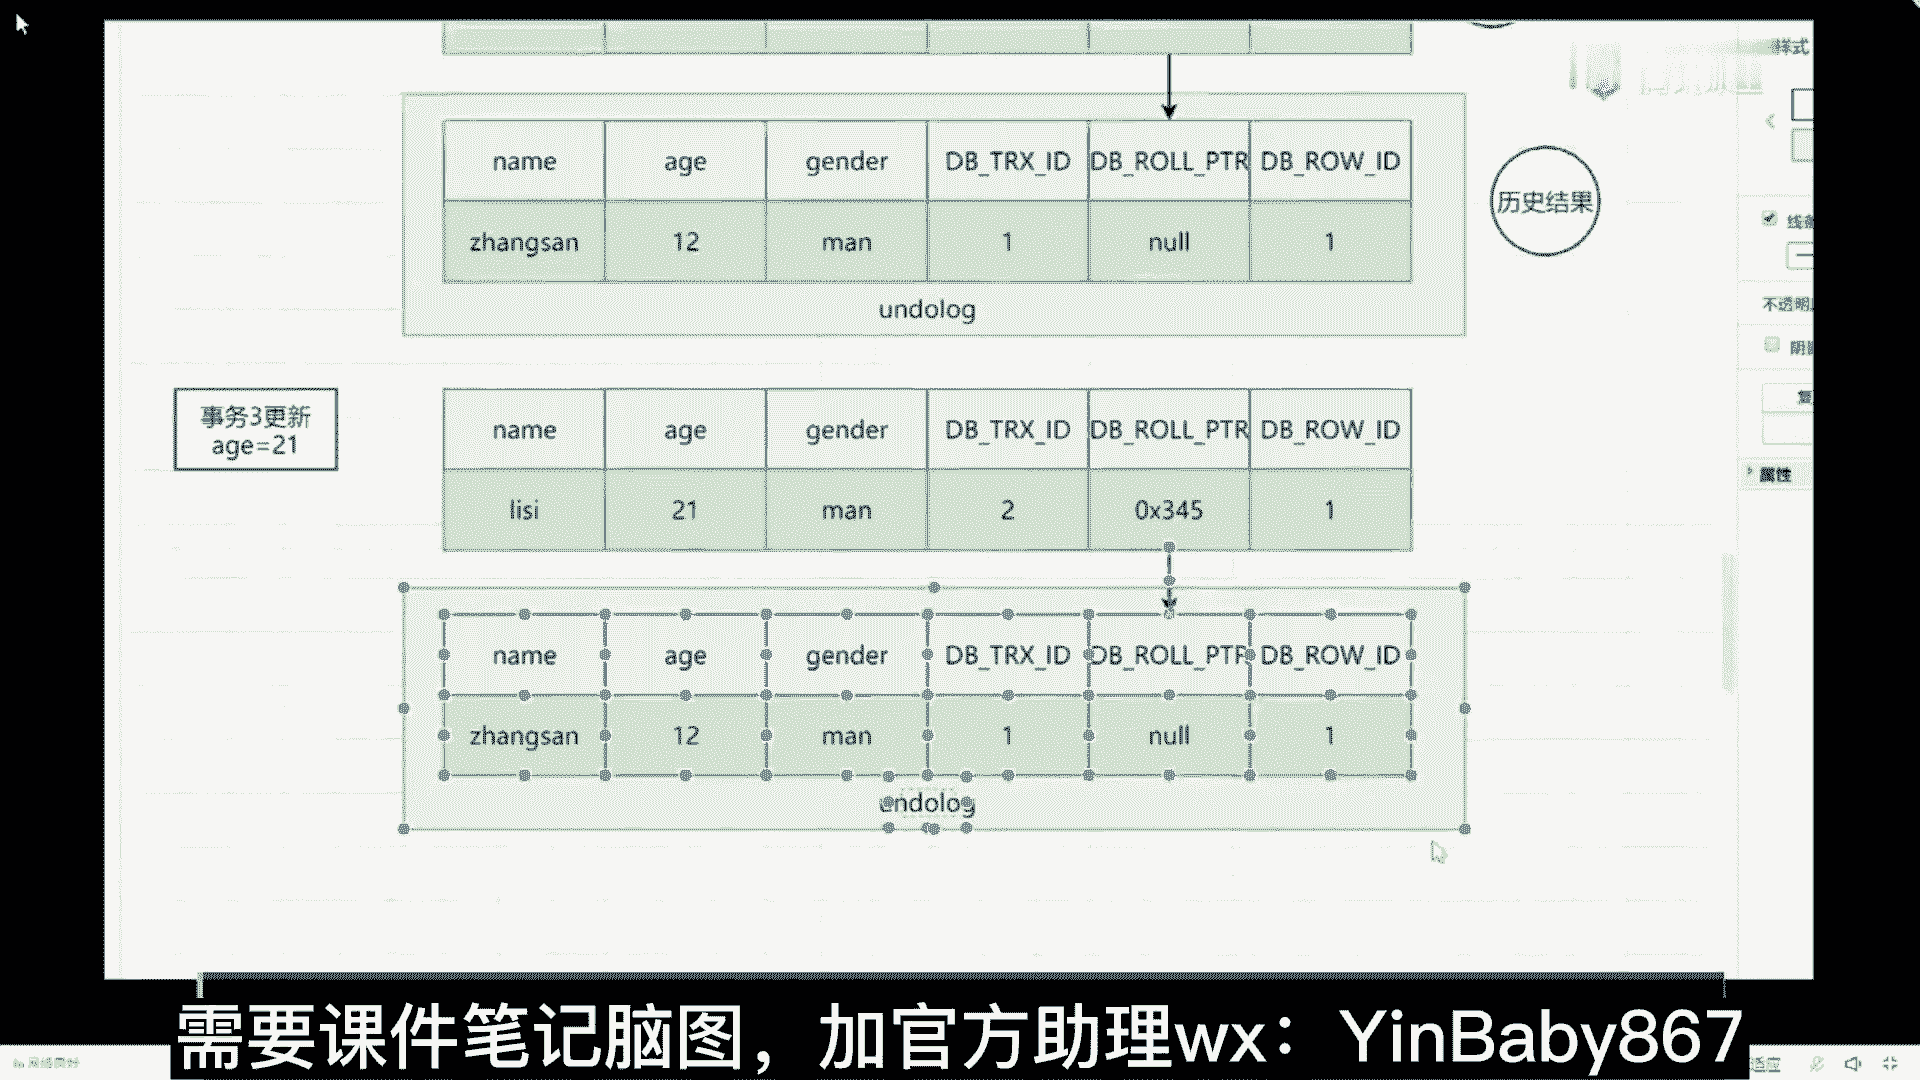 样式
name age gender DB_TRX_ID DB_ROLL_PTR DB_ROW_ID
历史结果
zhangsan 12 man 1 null 1
undolog
事务3更新
age=21
name age gender DB_TRX_ID DB_ROLL_PTR DB_ROW_ID
属性
lisi 21 man 2 0x345 1
name age gender DB_TRX_ID DB_ROLL_PTR DB_ROW_ID
zhangsan 12 man 1 null 1
undolog
需要课件笔记脑图，加官方助理wx：YinBaby867
适应